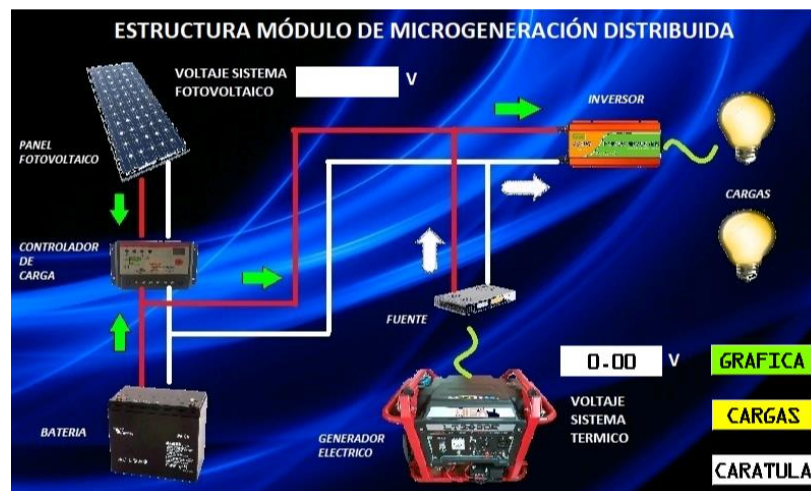 ESTRUCTURA MÓDULO DE MICROGENERACIÓN DISTRIBUIDA
VOLTAJE SISTEMA
FOTOVOLTAICO
V
INVERSOR
PANEL
FOTOVOLTAICO
CARGAS
CONTROLADOR
DE
CARGA
FUENTE
0.00 V
GRAFICA
VOLTAJE
SISTEMA
TERMICO
CARGAS
BATERIA
GENERADOR
ELECTRICO
CARATULA